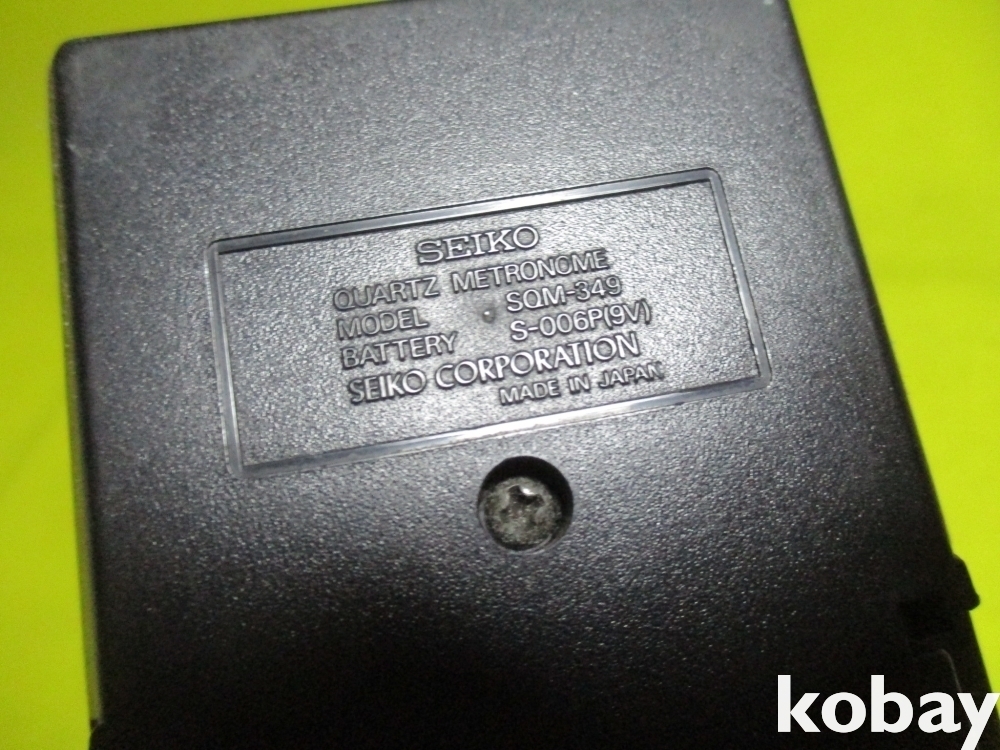 SEIKO
QUARTZ METRONOME
MODEL SQM-349
BATTERY S-006P(9V)
SEIKO CORPORATION
MADE IN JAPAN
kobay